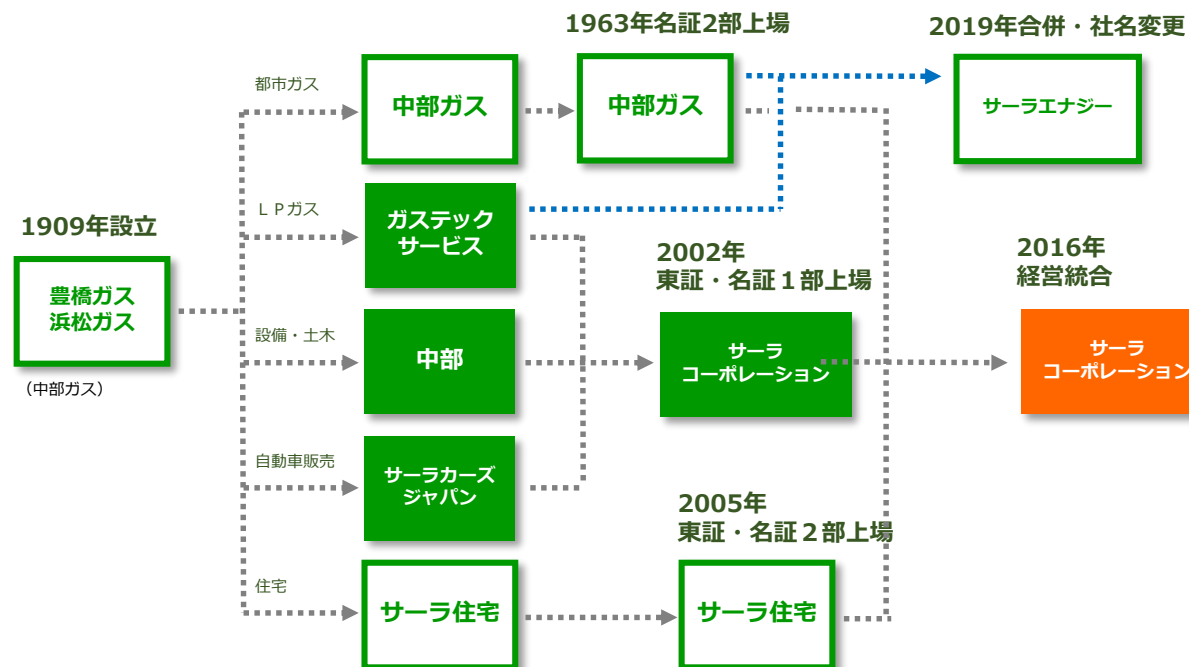 1963年名証2部上場
2019年合併・社名変更
都市ガス
中部ガス
中部ガス
サーラエナジー
ＬＰガス
1909年設立
ガステック
サービス
2002年
東証・名証１部上場
2016年
経営統合
豊橋ガス
浜松ガス
(中部ガス)
設備・土木
中部
サーラ
コーポレーション
サーラ
コーポレーション
自動車販売
サーラカーズ
ジャパン
2005年
東証・名証２部上場
住宅
サーラ住宅
サーラ住宅